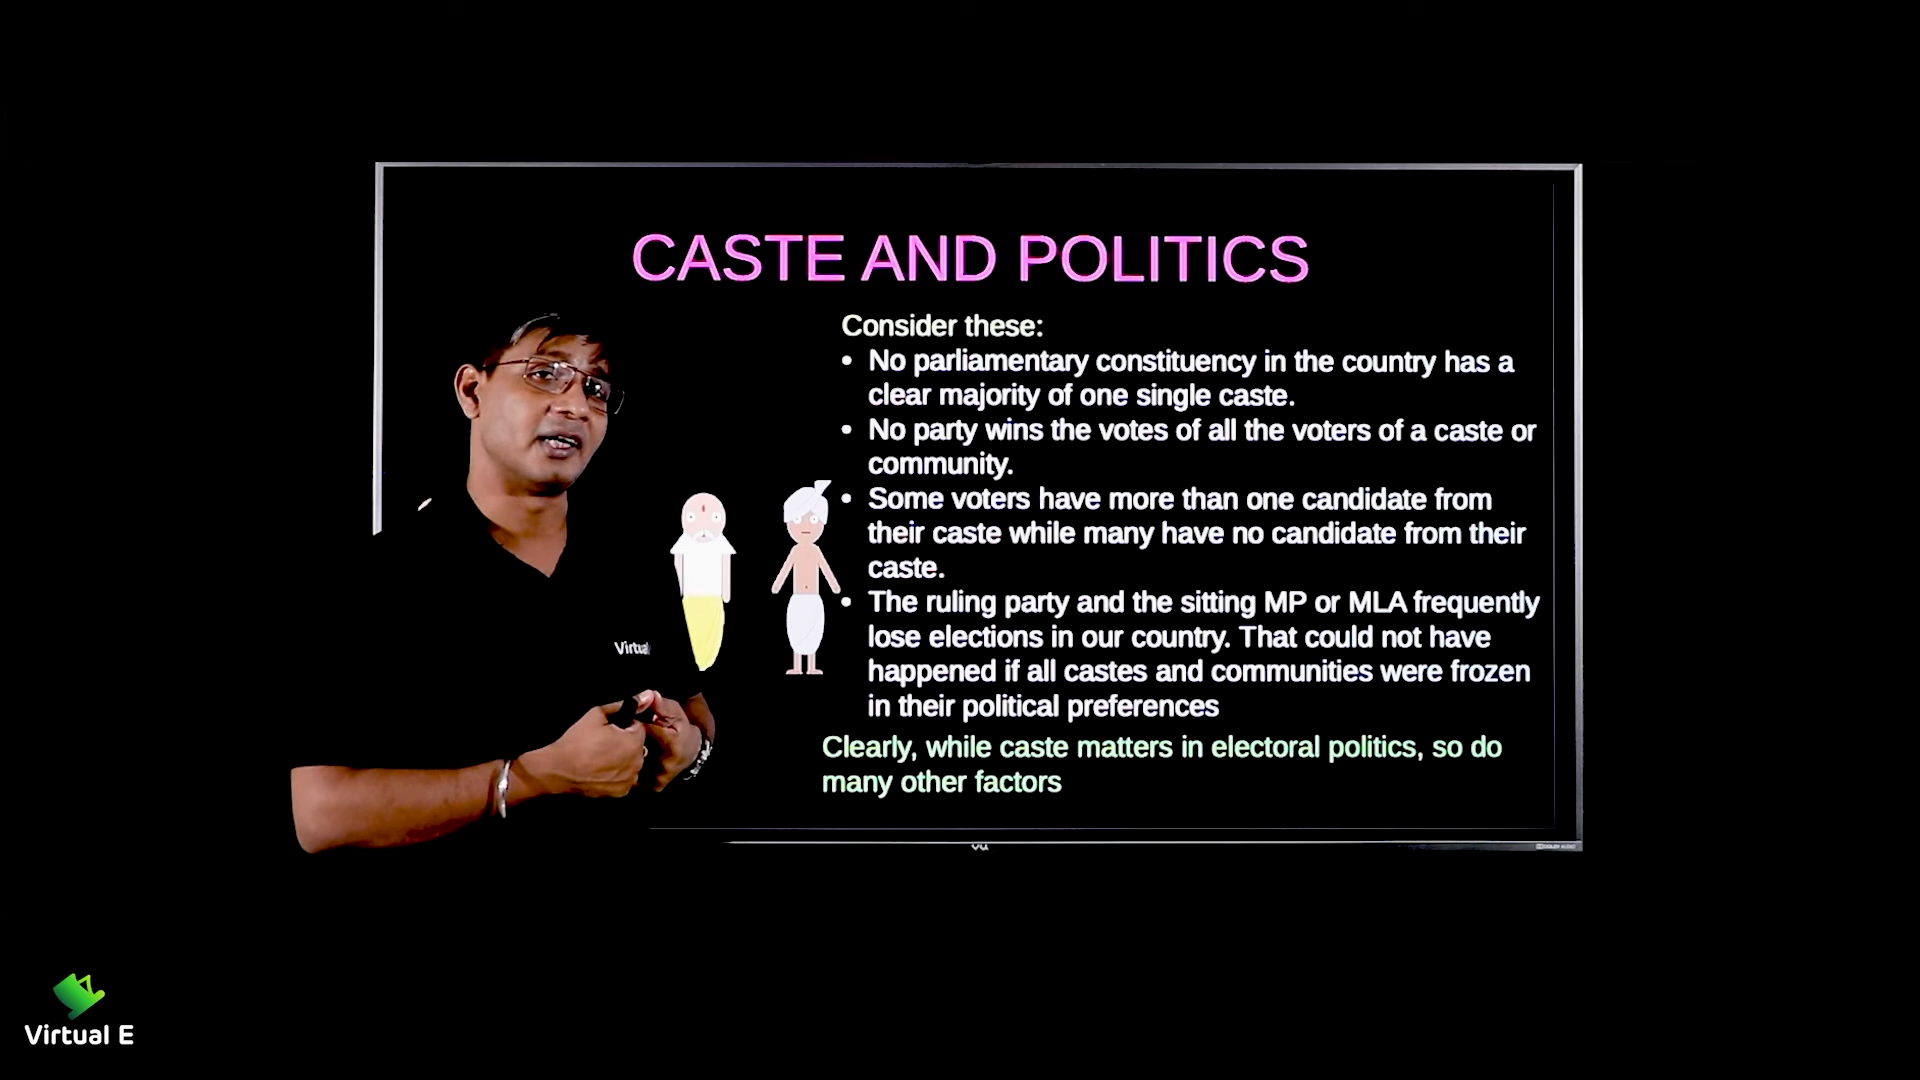 CASTE AND POLITICS
Consider these:
• No parliamentary constituency in the country has a
clear majority of one single caste.
• No party wins the votes of all the voters of a caste or
community.
• Some voters have more than one candidate from
their caste while many have no candidate from their
caste.
• The ruling party and the sitting MP or MLA frequently
lose elections in our country. That could not have
happened if all castes and communities were frozen
in their political preferences
Clearly, while caste matters in electoral politics, so do
many other factors
Virtual
Virtual E